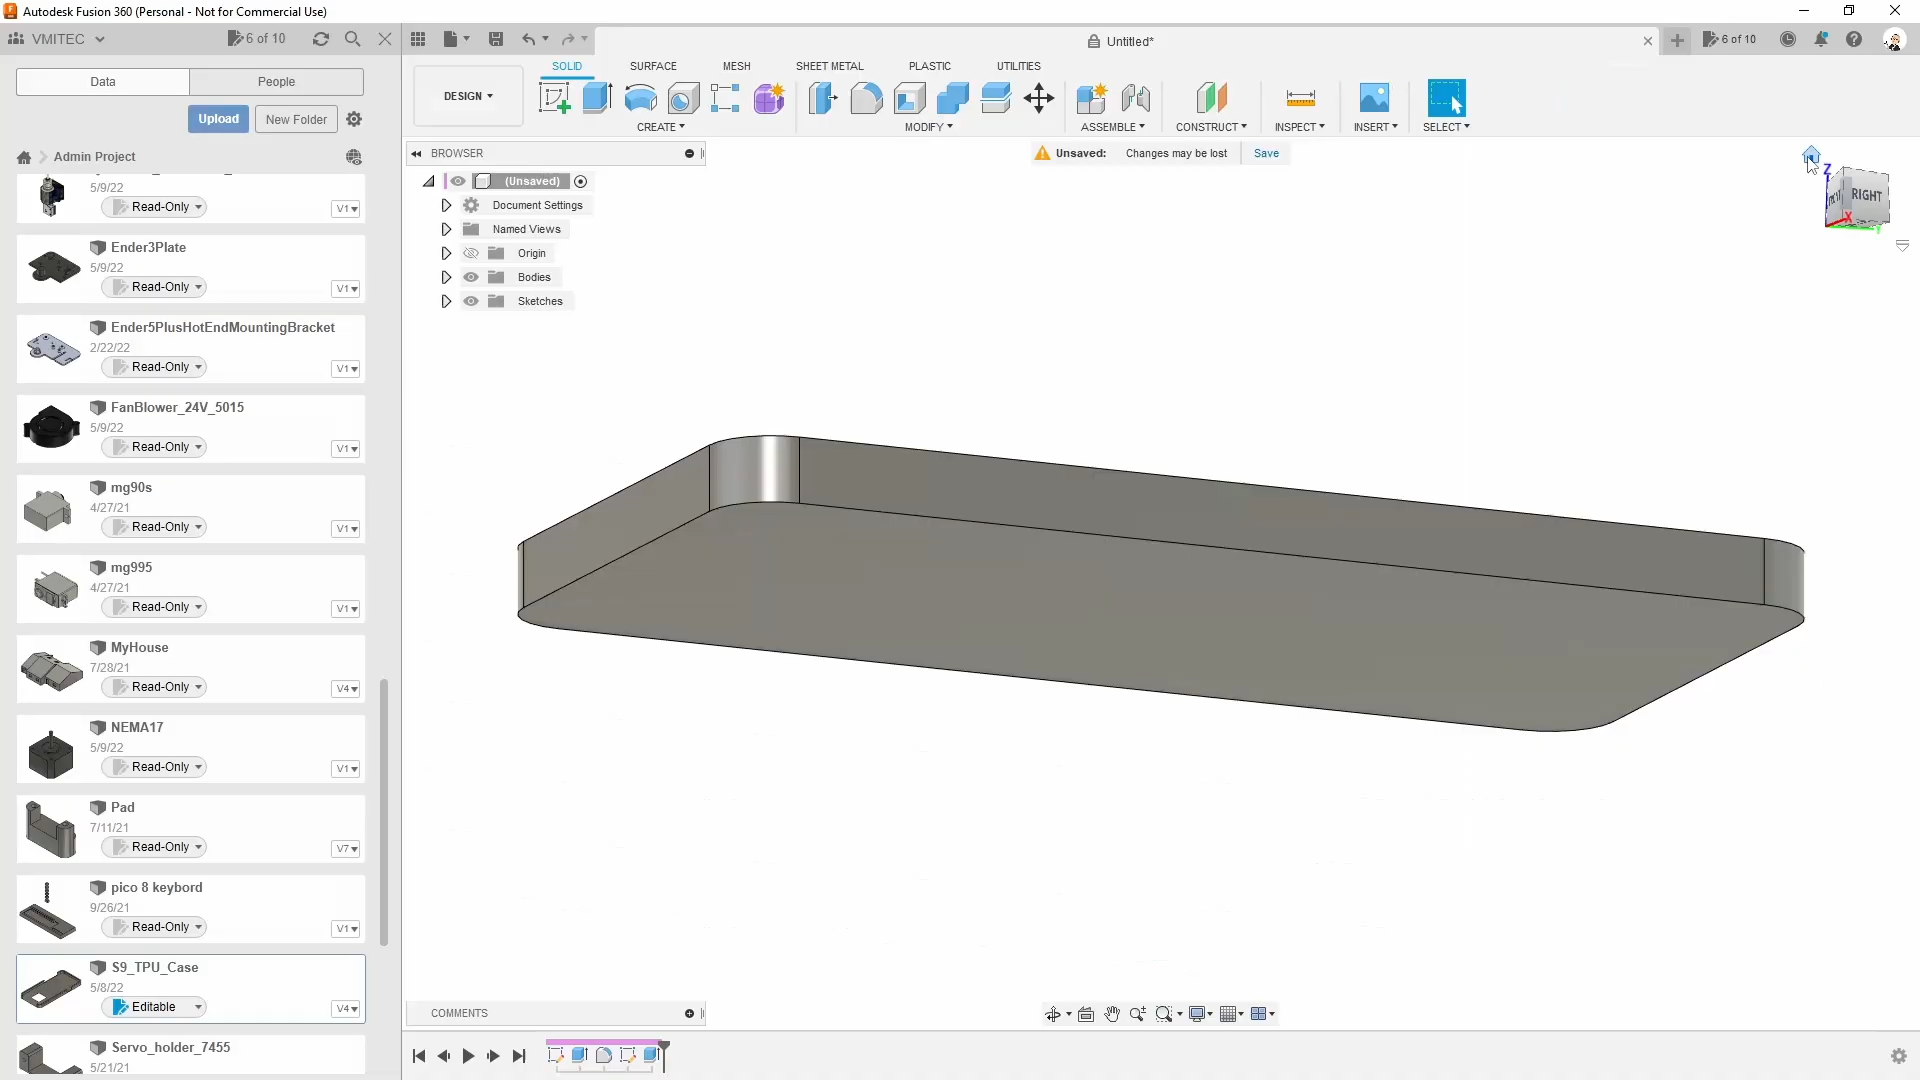 Autodesk Fusion 360 (Personal - Not for Commercial Use)
VMITEC
6 of 10
Untitled*
6 of 10
Data
People
Upload
New Folder
Admin Project
5/9/22
Read-Only
V1
Ender3Plate
5/9/22
Read-Only
V1
Ender5PlusHotEndMountingBracket
2/22/22
Read-Only
V1
FanBlower_24V_5015
5/9/22
Read-Only
V1
mg90s
4/27/21
Read-Only
V1
mg995
4/27/21
Read-Only
V1
MyHouse
7/28/21
Read-Only
V4
NEMA17
5/9/22
Read-Only
V1
Pad
7/11/21
Read-Only
V7
pico 8 keybord
9/26/21
Read-Only
V1
S9_TPU_Case
5/8/22
Editable
V4
Servo_holder_7455
5/21/21
DESIGN
SOLID
SURFACE
MESH
SHEET METAL
PLASTIC
UTILITIES
CREATE
MODIFY
ASSEMBLE
CONSTRUCT
INSPECT
INSERT
SELECT
BROWSER
Unsaved: Changes may be lost Save
(Unsaved)
Document Settings
Named Views
Origin
Bodies
Sketches
Z
RIGHT
X
Y
COMMENTS